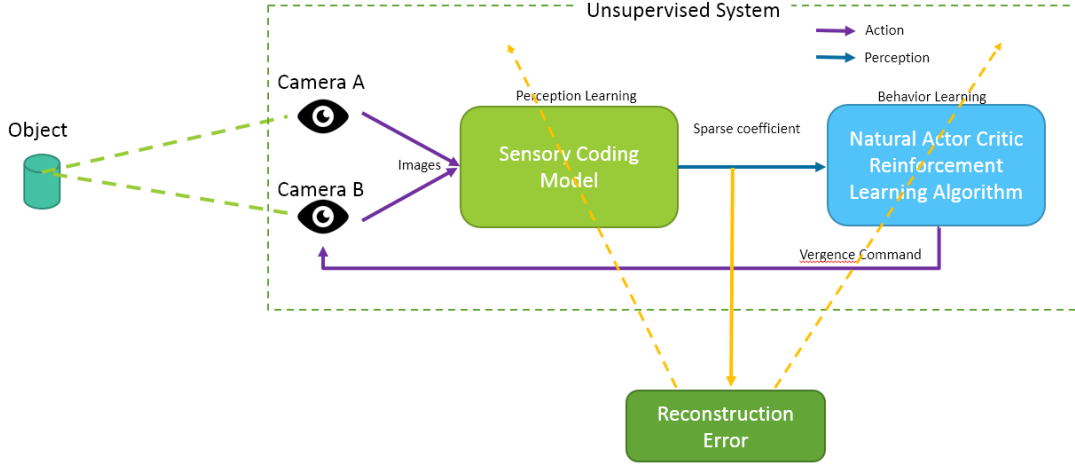 Unsupervised System
Action
Perception
Camera A
Perception Learning
Behavior Learning
Object
Images
Sensory Coding
Model
Sparse coefficient
Natural Actor Critic
Reinforcement
Learning Algorithm
Camera B
Vergence Command
Reconstruction
Error